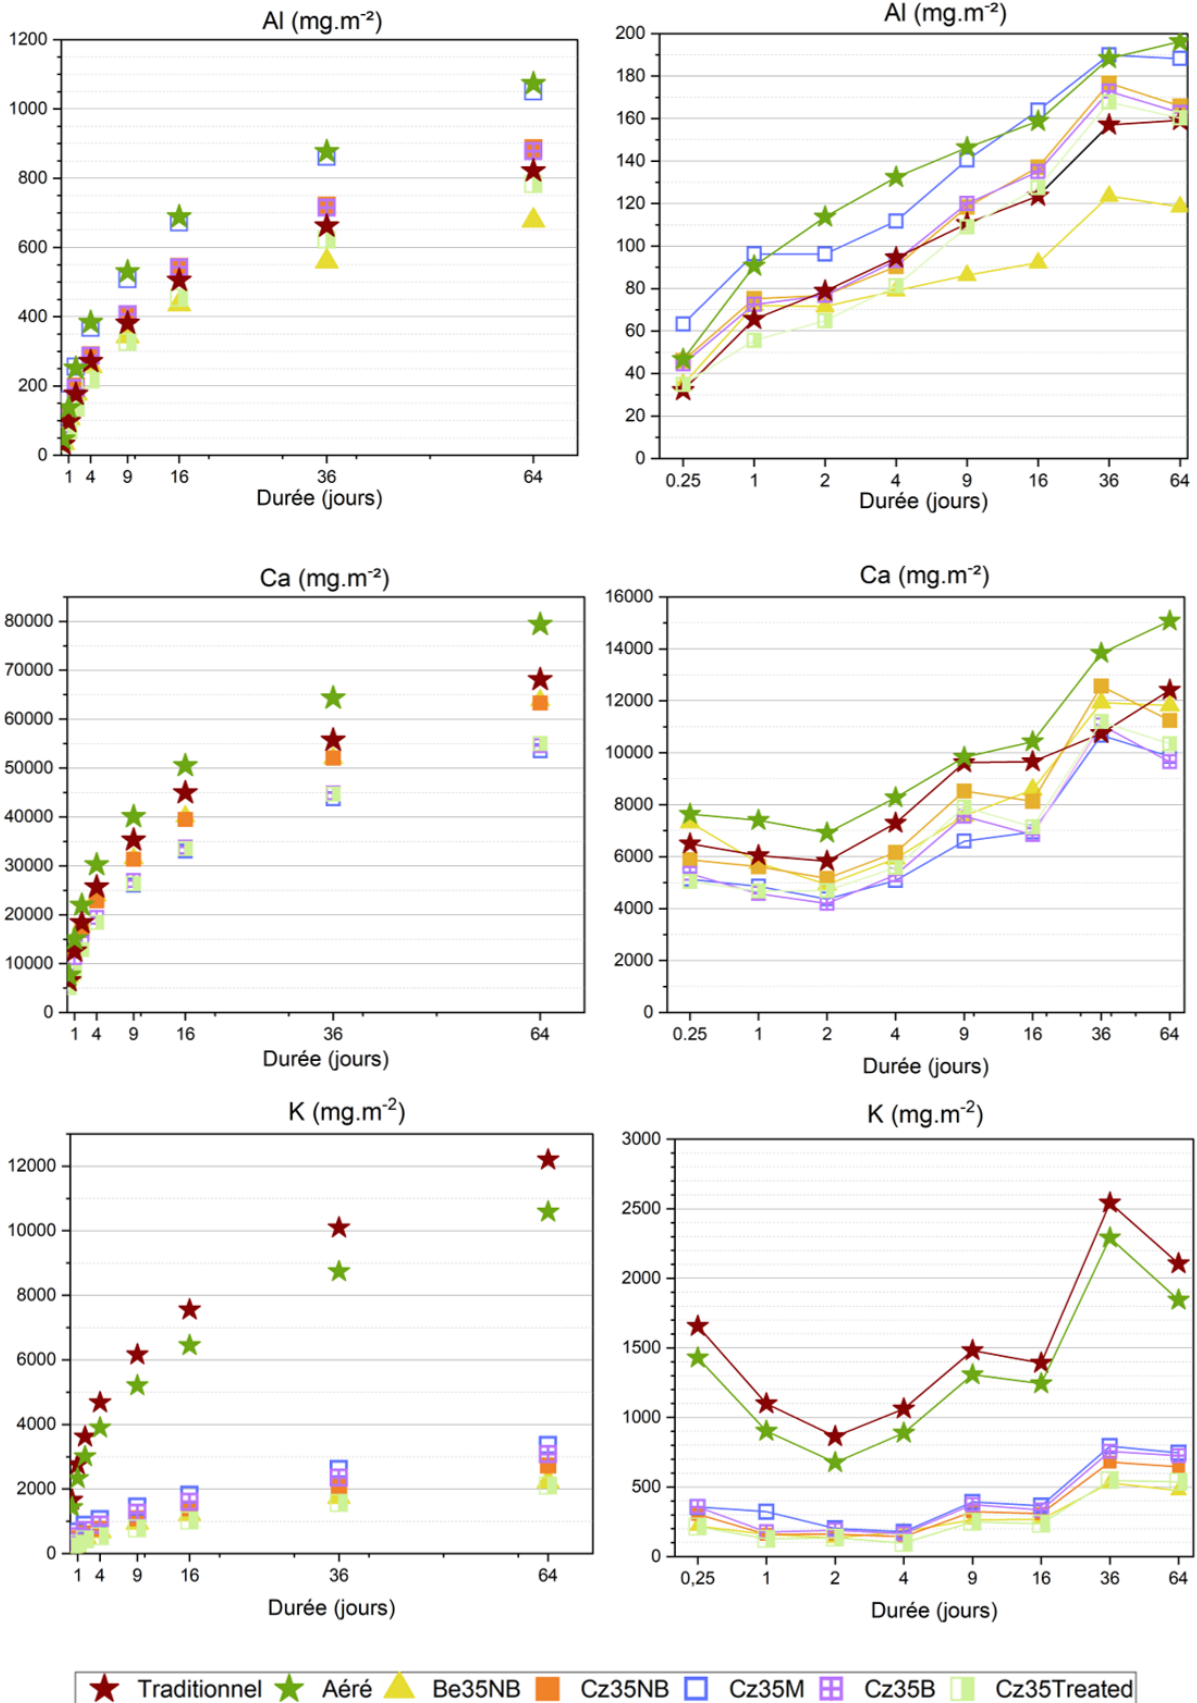 Al (mg.m⁻²)
1200
1000
800
600
400
200
0
1 4 9 16 36 64
Durée (jours)
Al (mg.m⁻²)
200
180
160
140
120
100
80
60
40
20
0
0.25 1 2 4 9 16 36 64
Durée (jours)
Ca (mg.m⁻²)
80000
70000
60000
50000
40000
30000
20000
10000
0
1 4 9 16 36 64
Durée (jours)
Ca (mg.m⁻²)
16000
14000
12000
10000
8000
6000
4000
2000
0
0.25 1 2 4 9 16 36 64
Durée (jours)
K (mg.m⁻²)
12000
10000
8000
6000
4000
2000
0
1 4 9 16 36 64
Durée (jours)
K (mg.m⁻²)
3000
2500
2000
1500
1000
500
0
0,25 1 2 4 9 16 36 64
Durée (jours)
Traditionnel Aéré Be35NB Cz35NB Cz35M Cz35B Cz35Treated